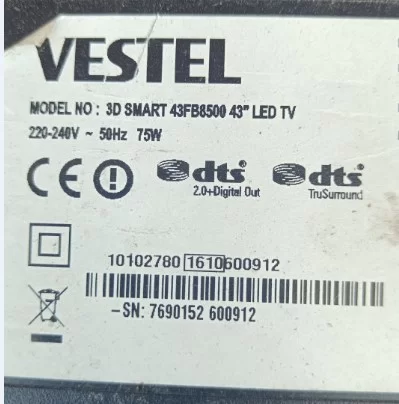 VESTEL
MODEL NO : 3D SMART 43FB8500 43" LED TV
220-240V ~ 50Hz 75W
CE dts dts
2.0+Digital Out TruSurround
10102780 1610 600912
-SN: 7690152 600912